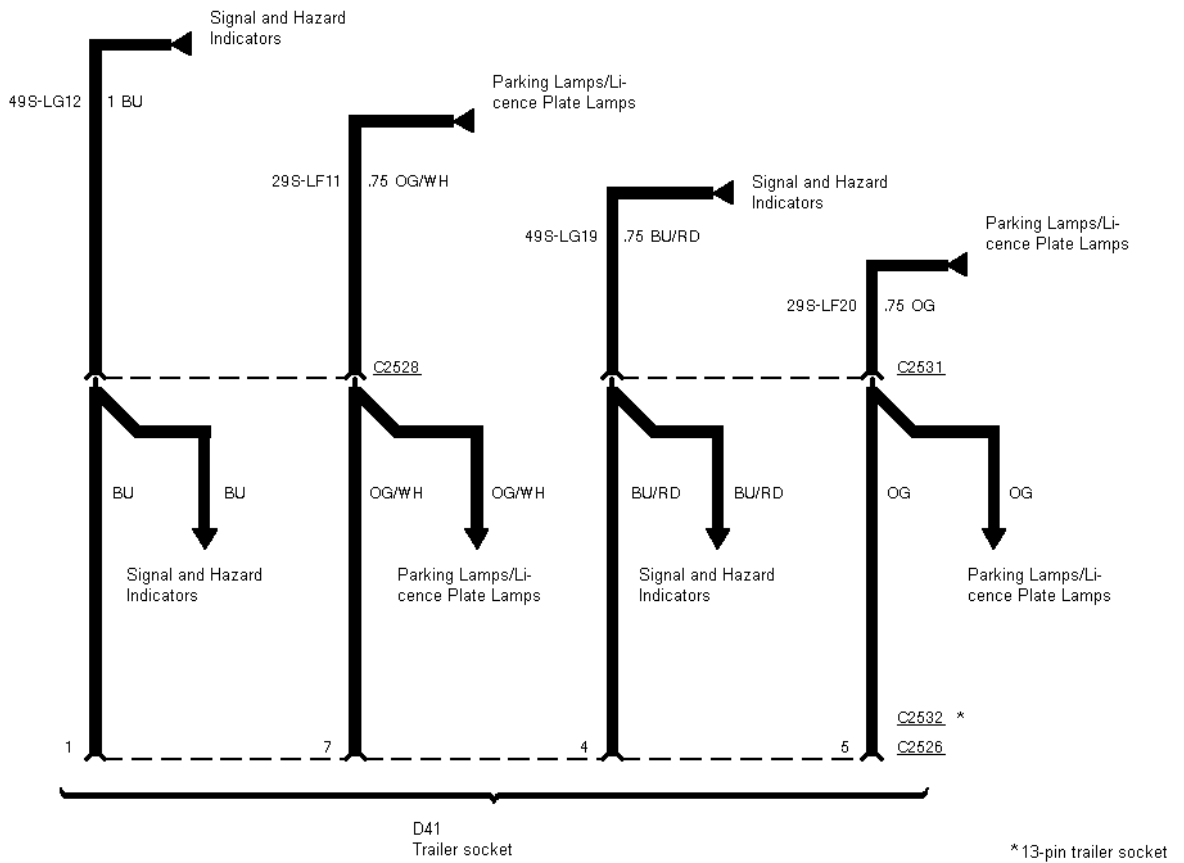 Signal and Hazard
Indicators
49S-LG12
1 BU
Parking Lamps/Li-
cence Plate Lamps
29S-LF11
.75 OG/WH
Signal and Hazard
Indicators
49S-LG19
.75 BU/RD
Parking Lamps/Li-
cence Plate Lamps
29S-LF20
.75 OG
C2528
C2531
BU
BU
OG/WH
OG/WH
BU/RD
BU/RD
OG
OG
Signal and Hazard
Indicators
Parking Lamps/Li-
cence Plate Lamps
Signal and Hazard
Indicators
Parking Lamps/Li-
cence Plate Lamps
C2532 *
1
7
4
5
C2526
D41
Trailer socket
*13-pin trailer socket